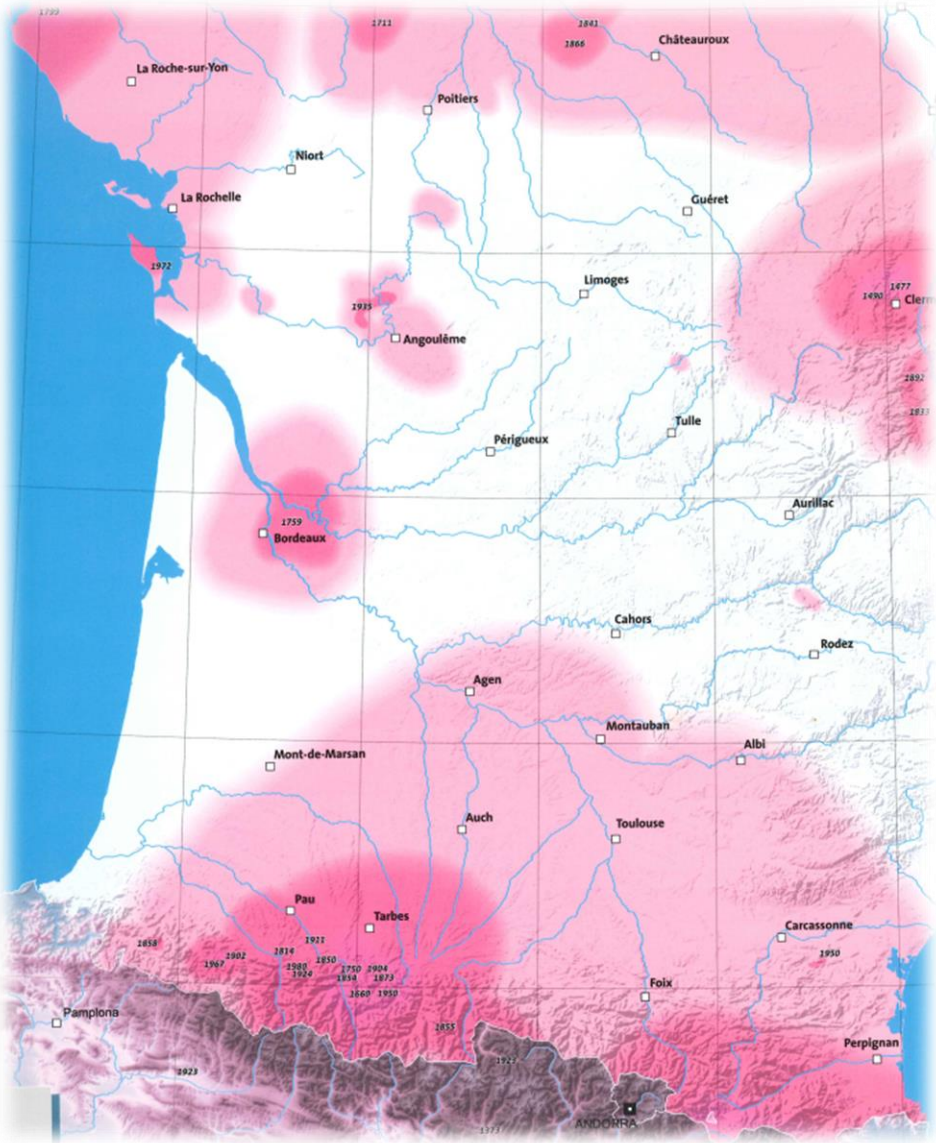 1799
1711
1841
1866
Châteauroux
La Roche-sur-Yon
Poitiers
Niort
La Rochelle
Guéret
1972
Limoges
1477
1490
Clerm
1935
Angoulême
1892
1833
Tulle
Périgueux
Aurillac
1759
Bordeaux
Cahors
Rodez
Agen
Montauban
Albi
Mont-de-Marsan
Auch
Toulouse
Pau
Tarbes
Carcassonne
1858
1911
1902
1814
1850
1950
1967
1980
1750
1904
1924
1854
1873
1660
1950
Foix
Pamplona
1855
Perpignan
1923
1923
ANDORRA
1373